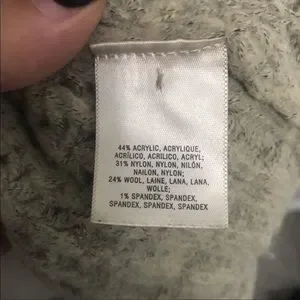 44% ACRYLIC, ACRYLIQUE,
ACRÍLICO, ACRILICO, ACRYL;
31% NYLON, NYLON, NILÓN,
NAILON, NYLON;
24% WOOL, LAINE, LANA, LANA,
WOLLE;
1% SPANDEX, SPANDEX,
SPANDEX, SPANDEX, SPANDEX